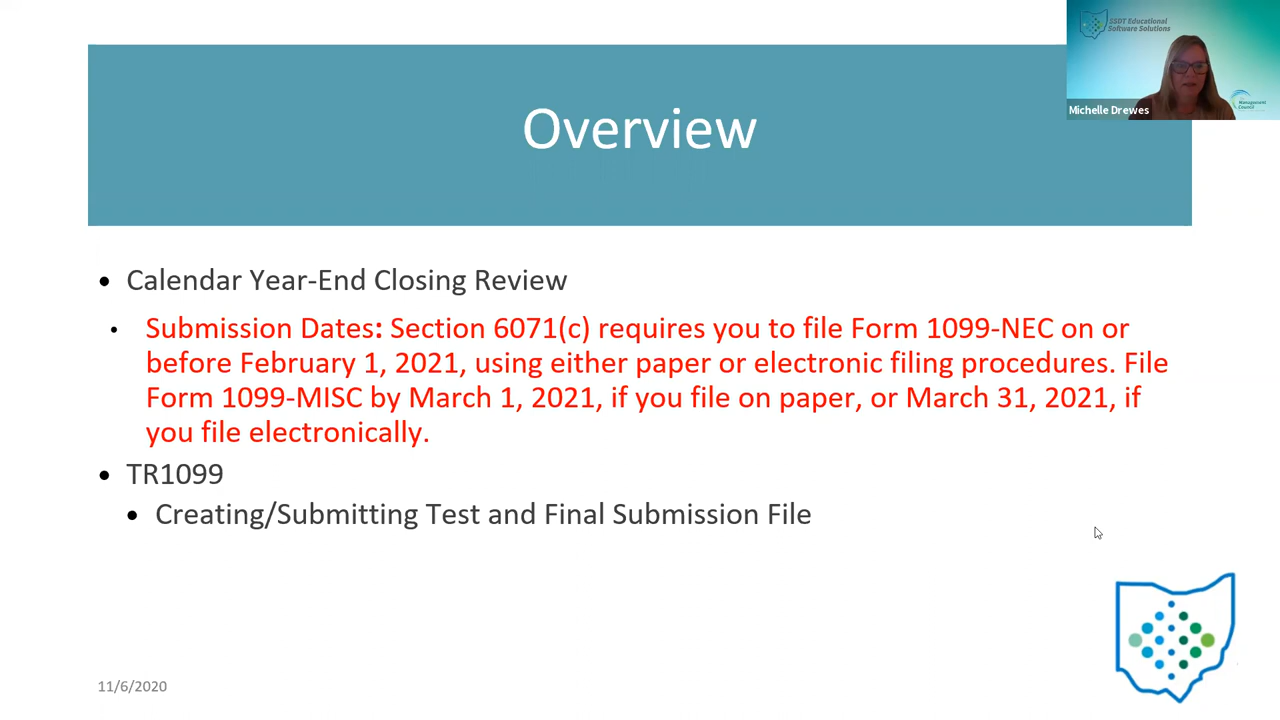 SSDT Educational
Software Solutions
Management
Council
Michelle Drewes
Overview
• Calendar Year-End Closing Review
• Submission Dates: Section 6071(c) requires you to file Form 1099-NEC on or
before February 1, 2021, using either paper or electronic filing procedures. File
Form 1099-MISC by March 1, 2021, if you file on paper, or March 31, 2021, if
you file electronically.
• TR1099
• Creating/Submitting Test and Final Submission File
11/6/2020